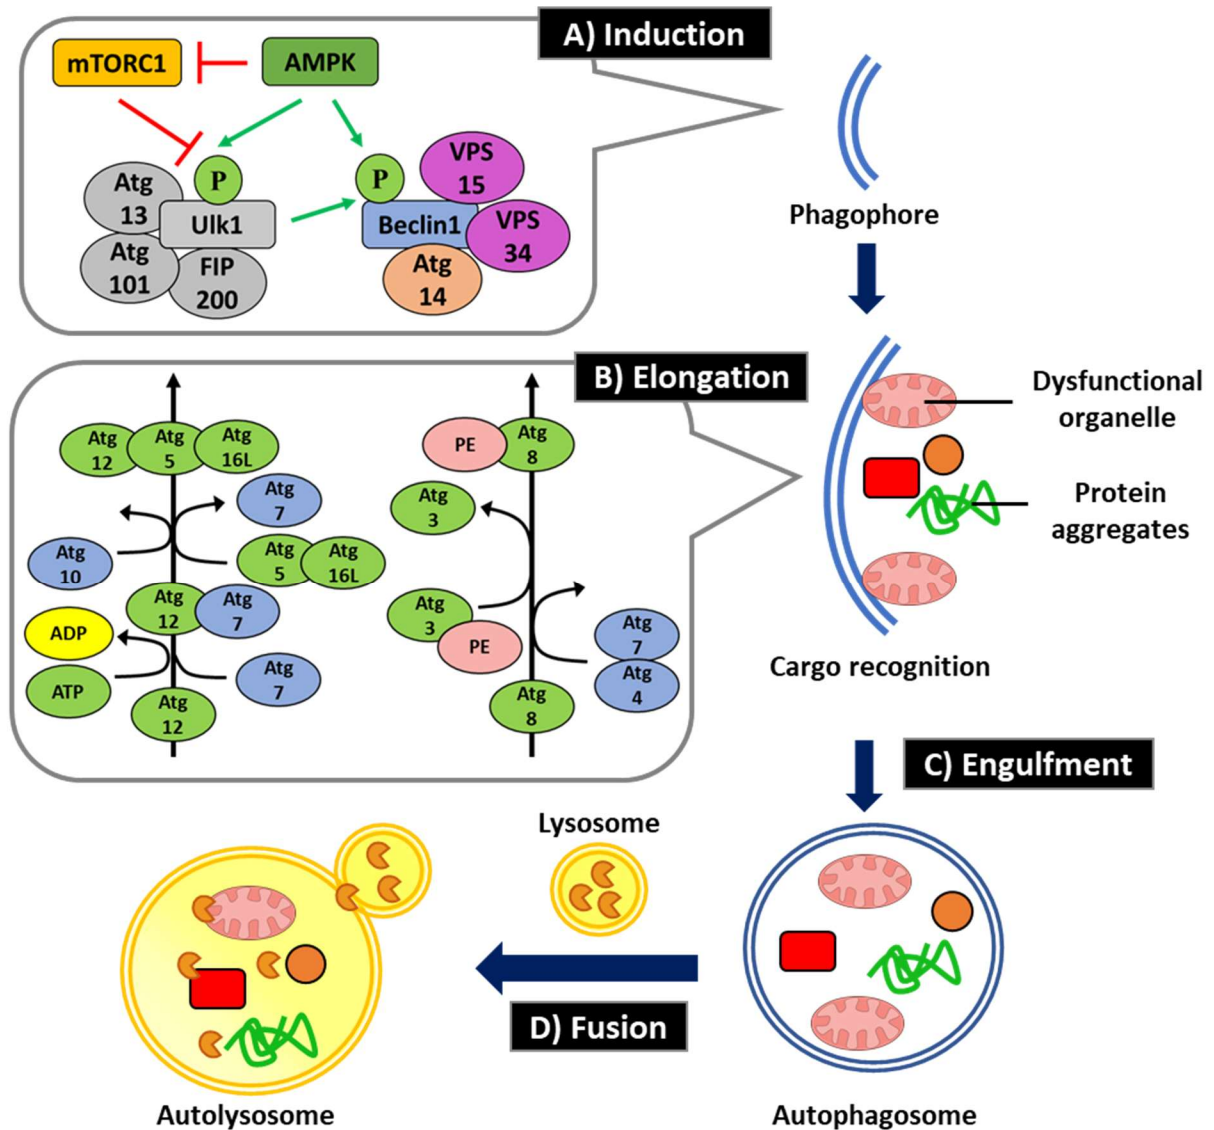 A) Induction
mTORC1
AMPK
P
P
VPS
15
Atg
13
Ulk1
Beclin1
VPS
34
Atg
101
FIP
200
Atg
14
Phagophore
B) Elongation
Atg
12
Atg
5
Atg
16L
Atg
7
Atg
10
Atg
5
Atg
16L
Atg
12
Atg
7
ADP
ATP
Atg
7
Atg
12
PE
Atg
8
Atg
3
Atg
3
PE
Atg
7
Atg
4
Atg
8
Dysfunctional
organelle
Protein
aggregates
Cargo recognition
C) Engulfment
Lysosome
D) Fusion
Autolysosome
Autophagosome